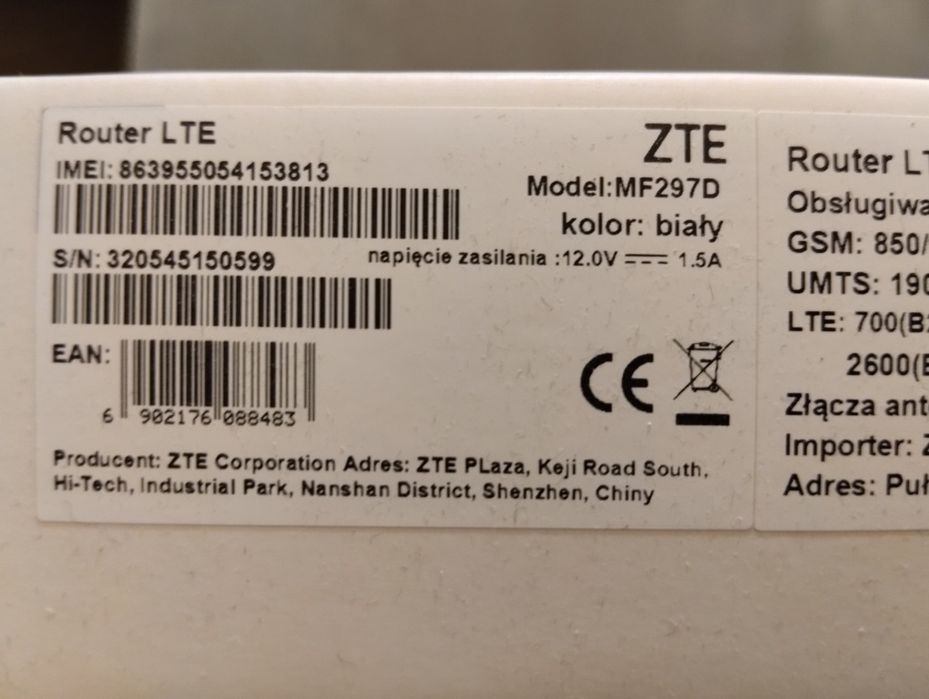 Router LTE
IMEI: 863955054153813
S/N: 320545150599
ZTE
Model:MF297D
kolor: biały
napięcie zasilania :12.0V 1.5A
EAN:
6 902176 088483
CE
Producent: ZTE Corporation Adres: ZTE PLaza, Keji Road South,
Hi-Tech, Industrial Park, Nanshan District, Shenzhen, Chiny
Router LT
Obsługiwa
GSM: 850/
UMTS: 190
LTE: 700(B
2600(
Złącza ant
Importer: Z
Adres: Puł